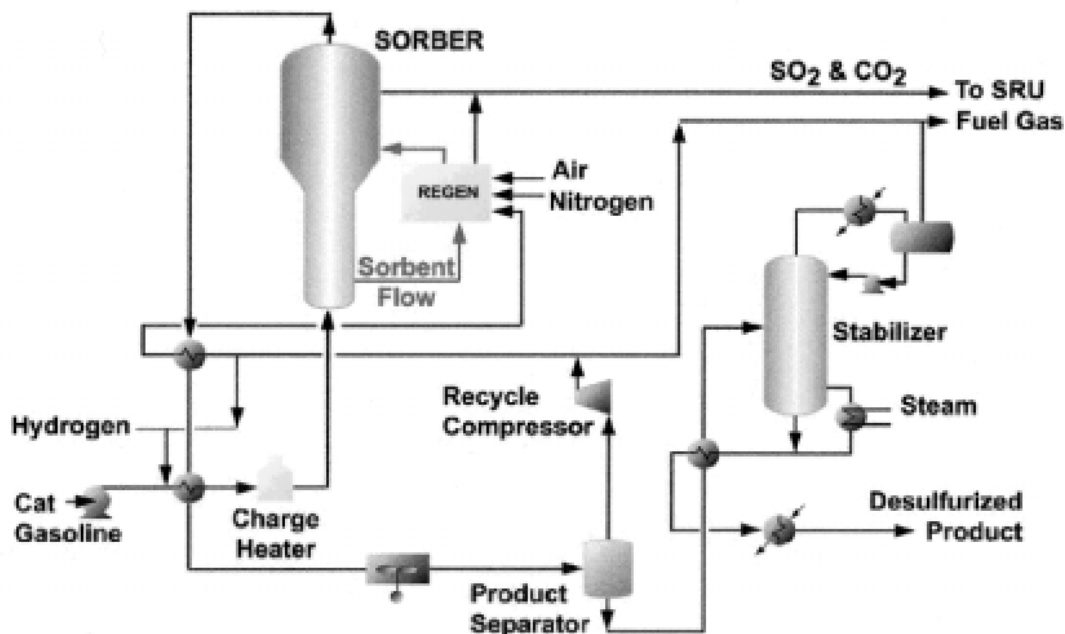 SORBER
SO₂ & CO₂
To SRU
Fuel Gas
Air
REGEN
Nitrogen
Sorbent
Flow
Stabilizer
Recycle
Compressor
Steam
Hydrogen
Cat
Gasoline
Charge
Heater
Desulfurized
Product
Product
Separator